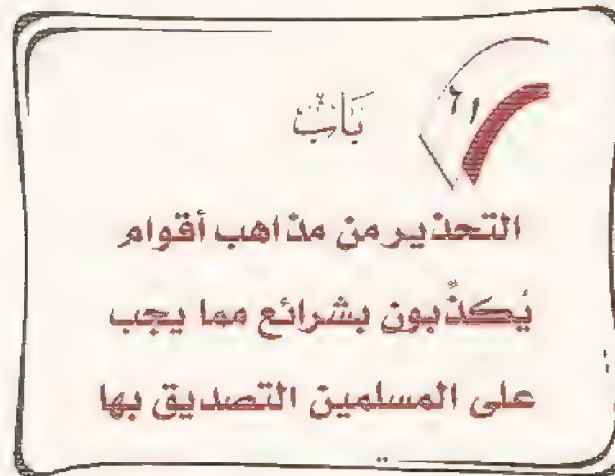 ٦١
بَابٌ
التحذير من مذاهب أقوام
يُكذِّبون بشرائع مما يجب
على المسلمين التصديق بها